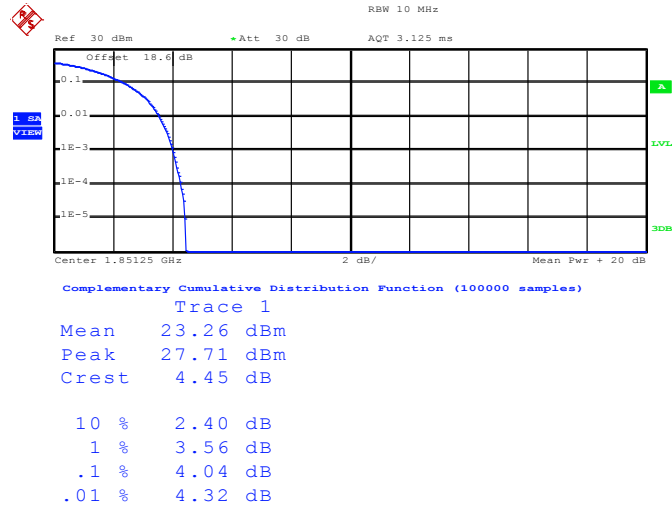 RBW 10 MHz
Ref 30 dBm * Att 30 dB AQT 3.125 ms
Offset 18.6 dB
0.1
A
0.01
1 SA
VIEW
1E-3
LVL
1E-4
1E-5
3DB
Center 1.85125 GHz 2 dB/ Mean Pwr + 20 dB
Complementary Cumulative Distribution Function (100000 samples)
Trace 1
Mean 23.26 dBm
Peak 27.71 dBm
Crest 4.45 dB
10 % 2.40 dB
1 % 3.56 dB
.1 % 4.04 dB
.01 % 4.32 dB